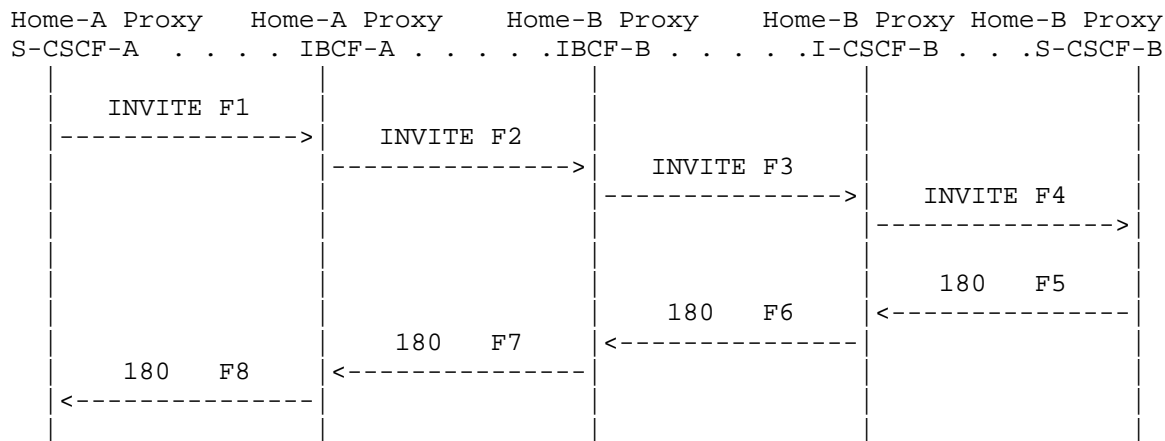 Home-A Proxy Home-A Proxy Home-B Proxy Home-B Proxy Home-B Proxy
S-CSCF-A . . . . IBCF-A . . . . .IBCF-B . . . . .I-CSCF-B . . .S-CSCF-B
INVITE F1
INVITE F2
INVITE F3
INVITE F4
180 F5
180 F6
180 F7
180 F8